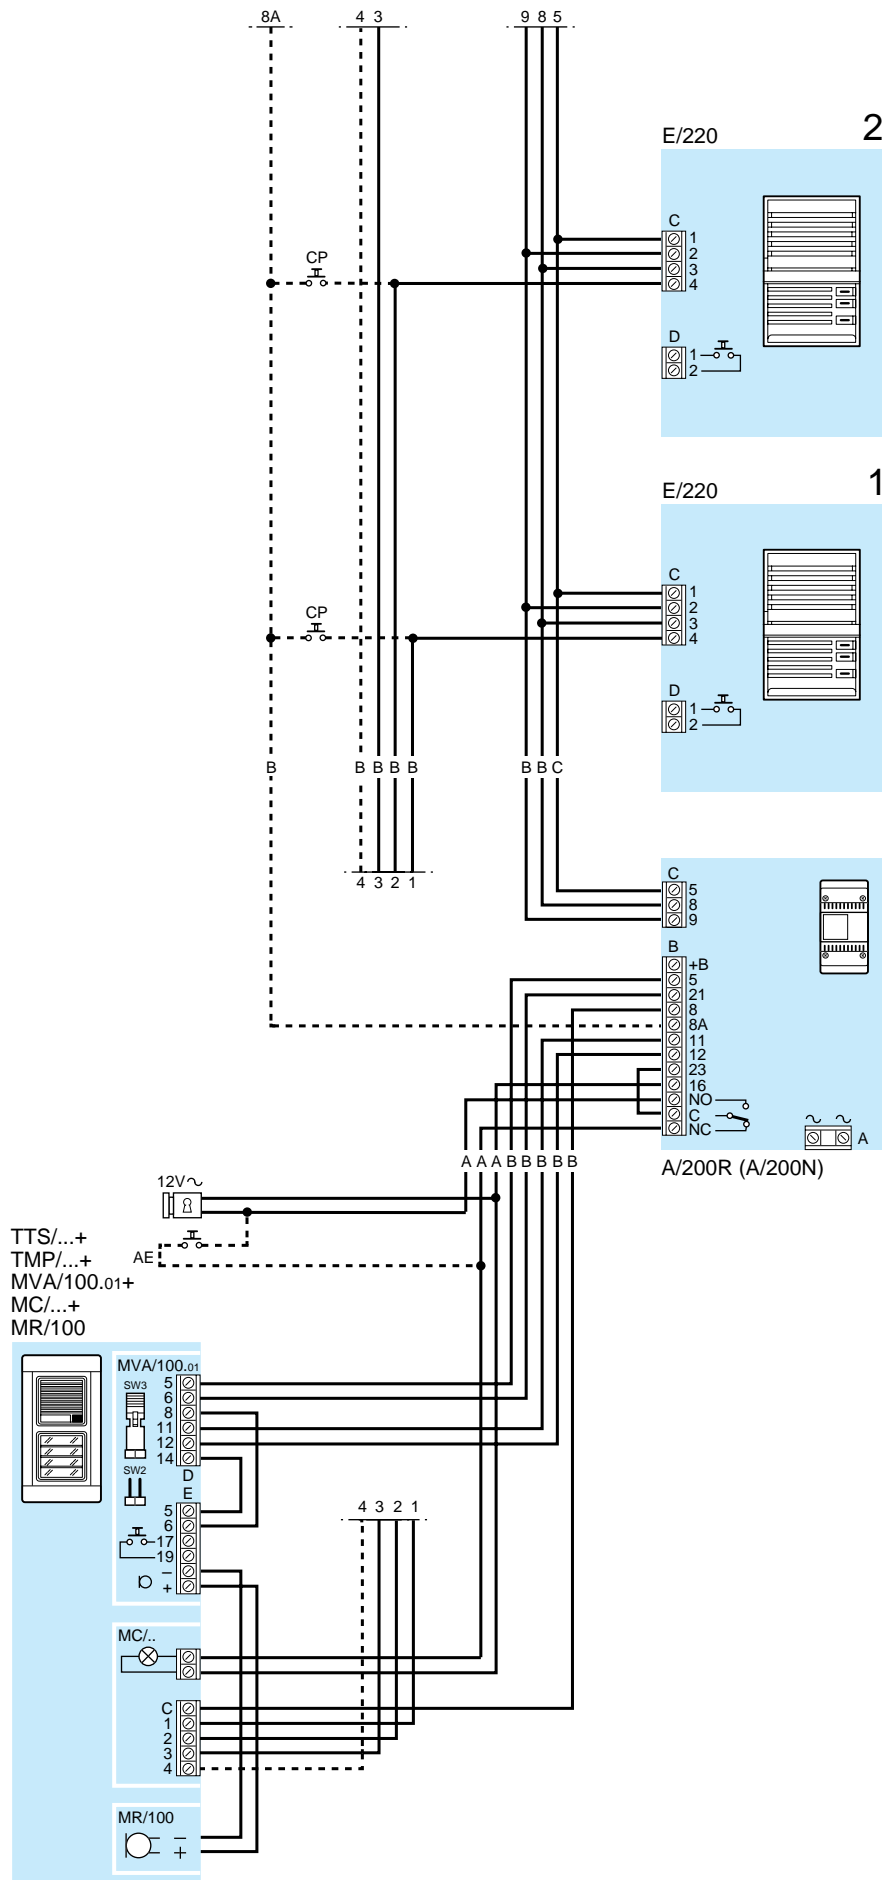 8A 4 3 9 8 5
E/220 2
C
1
2
3
4
CP
D
1
2
E/220 1
C
1
2
3
4
CP
D
1
2
B B B B B B B C
4 3 2 1
C
5
8
9
B
+B
5
21
8
8A
11
12
23
16
NO
C
NC
A
A/200R (A/200N)
A A A B B B B B
12V~
AE
TTS/...+
TMP/...+
MVA/100.01+
MC/...+
MR/100
MVA/100.01
SW3
5
6
8
11
12
14
SW2
D
E
5
6
17
19
–
+
4 3 2 1
MC/..
C
1
2
3
4
MR/100
–
+